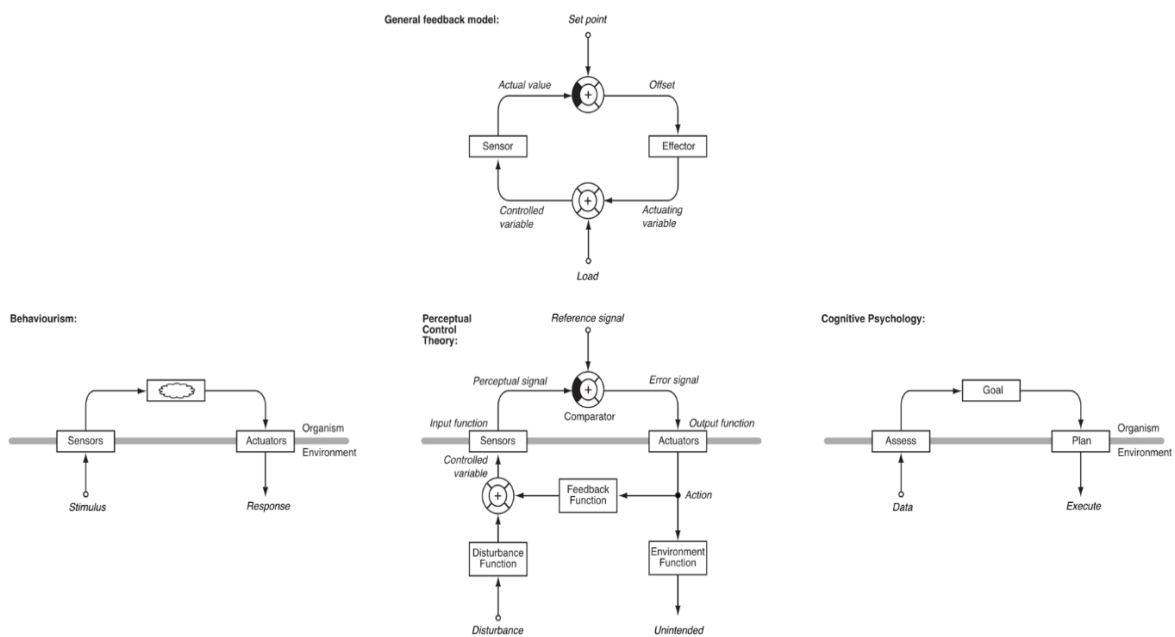 General feedback model:
Set point
Actual value
+
Offset
Sensor
Effector
+
Controlled
variable
Actuating
variable
Load
Behaviourism:
Sensors
Actuators
Organism
Environment
Stimulus
Response
Perceptual
Control
Theory:
Reference signal
Perceptual signal
+
Error signal
Comparator
Input function
Output function
Sensors
Actuators
Controlled
variable
+
Feedback
Function
Action
Disturbance
Function
Environment
Function
Disturbance
Unintended
Cognitive Psychology:
Goal
Assess
Plan
Organism
Environment
Data
Execute